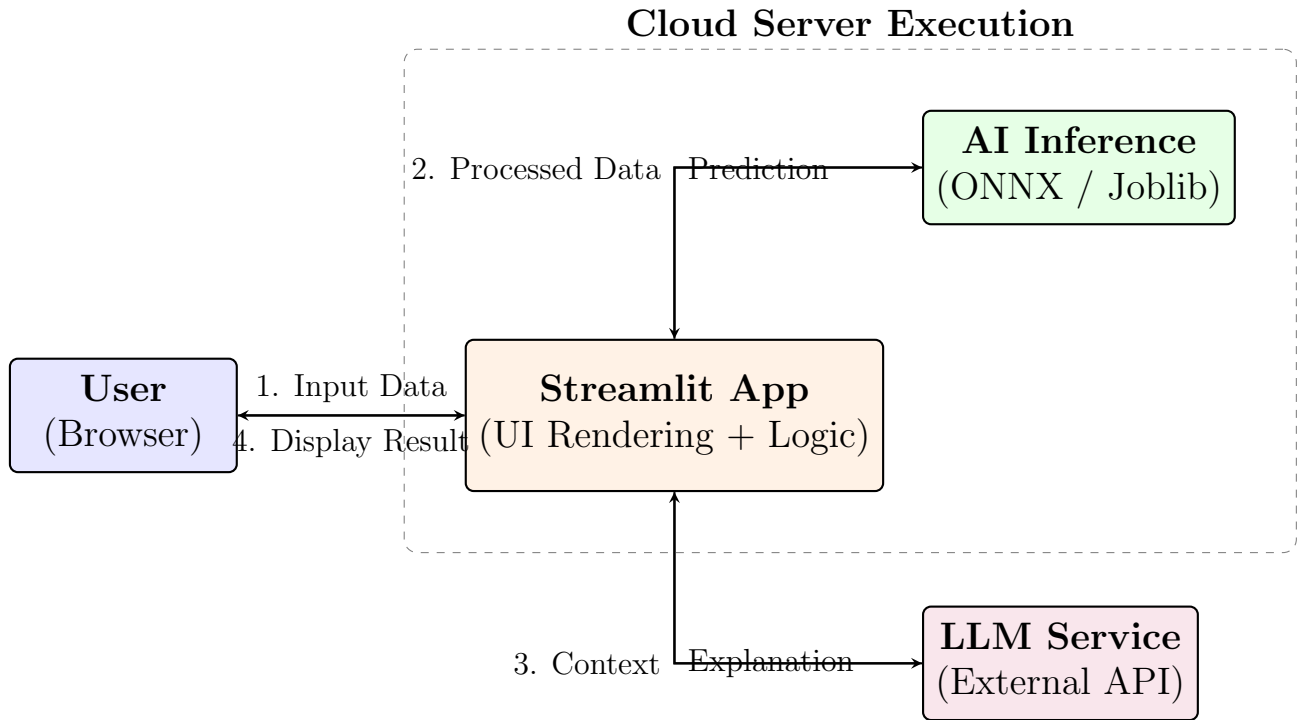 Cloud Server Execution
AI Inference
(ONNX / Joblib)
2. Processed Data
Prediction
User
(Browser)
1. Input Data
4. Display Result
Streamlit App
(UI Rendering + Logic)
3. Context
Explanation
LLM Service
(External API)